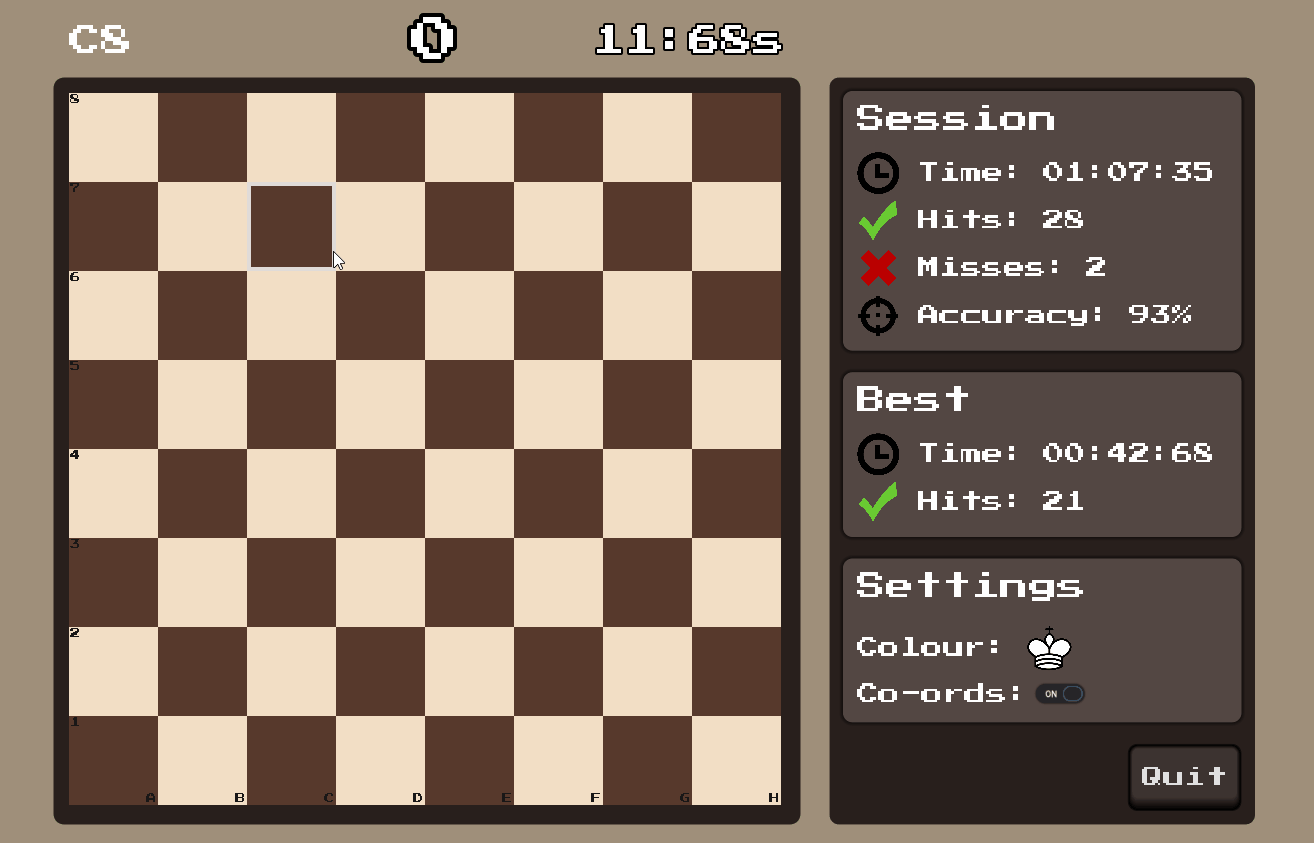 C8 0 11:68s
8
7
6
5
4
3
2
1
A B C D E F G H
Session
Time: 01:07:35
Hits: 28
Misses: 2
Accuracy: 93%
Best
Time: 00:42:68
Hits: 21
Settings
Colour:
Co-ords: ON
Quit